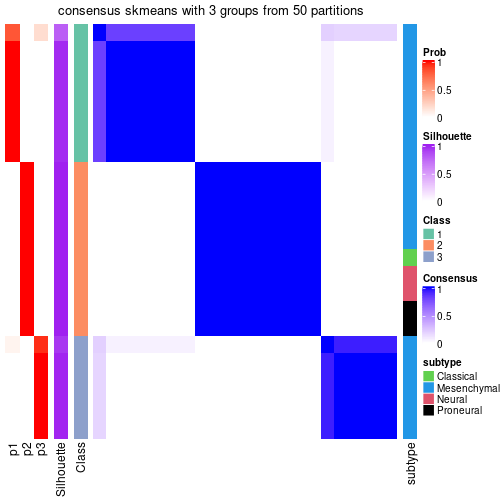 consensus skmeans with 3 groups from 50 partitions
Prob
1
0.5
0
Silhouette
1
0.5
0
Class
1
2
3
Consensus
1
0.5
0
subtype
Classical
Mesenchymal
Neural
Proneural
p1
p2
p3
Silhouette
Class
subtype